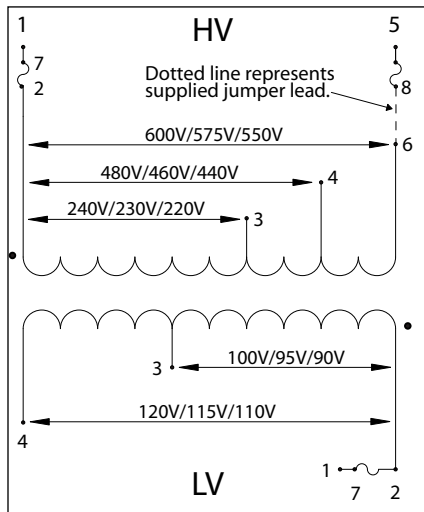 1
HV
5
7
2
Dotted line represents
supplied jumper lead.
8
600V/575V/550V
6
480V/460V/440V
4
240V/230V/220V
3
3
100V/95V/90V
120V/115V/110V
4
LV
1
7
2